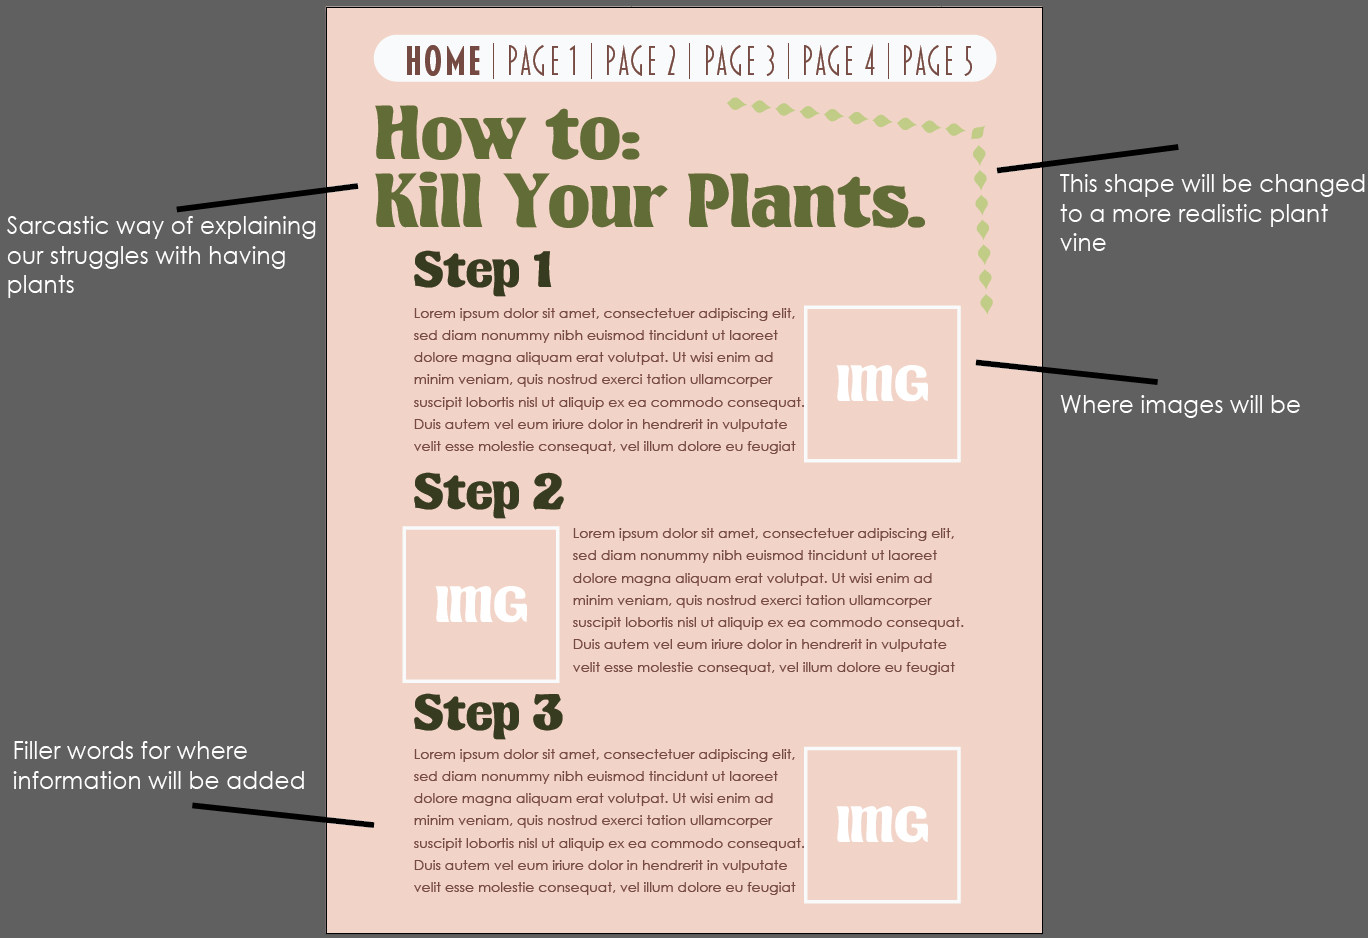 HOME | PAGE 1 | PAGE 2 | PAGE 3 | PAGE 4 | PAGE 5
How to:
Kill Your Plants.
Sarcastic way of explaining
our struggles with having
plants
This shape will be changed
to a more realistic plant
vine
Step 1
Lorem ipsum dolor sit amet, consectetuer adipiscing elit,
sed diam nonummy nibh euismod tincidunt ut laoreet
dolore magna aliquam erat volutpat. Ut wisi enim ad
minim veniam, quis nostrud exerci tation ullamcorper
suscipit lobortis nisl ut aliquip ex ea commodo consequat.
Duis autem vel eum iriure dolor in hendrerit in vulputate
velit esse molestie consequat, vel illum dolore eu feugiat
IMG
Where images will be
Step 2
IMG
Lorem ipsum dolor sit amet, consectetuer adipiscing elit,
sed diam nonummy nibh euismod tincidunt ut laoreet
dolore magna aliquam erat volutpat. Ut wisi enim ad
minim veniam, quis nostrud exerci tation ullamcorper
suscipit lobortis nisl ut aliquip ex ea commodo consequat.
Duis autem vel eum iriure dolor in hendrerit in vulputate
velit esse molestie consequat, vel illum dolore eu feugiat
Step 3
Filler words for where
information will be added
Lorem ipsum dolor sit amet, consectetuer adipiscing elit,
sed diam nonummy nibh euismod tincidunt ut laoreet
dolore magna aliquam erat volutpat. Ut wisi enim ad
minim veniam, quis nostrud exerci tation ullamcorper
suscipit lobortis nisl ut aliquip ex ea commodo consequat.
Duis autem vel eum iriure dolor in hendrerit in vulputate
velit esse molestie consequat, vel illum dolore eu feugiat
IMG